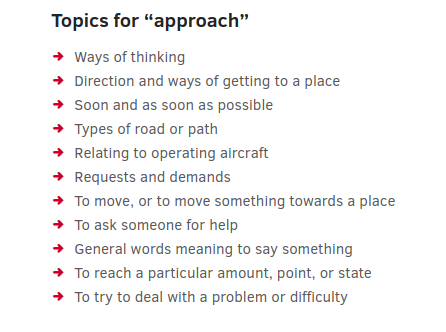 Topics for “approach”
Ways of thinking
Direction and ways of getting to a place
Soon and as soon as possible
Types of road or path
Relating to operating aircraft
Requests and demands
To move, or to move something towards a place
To ask someone for help
General words meaning to say something
To reach a particular amount, point, or state
To try to deal with a problem or difficulty